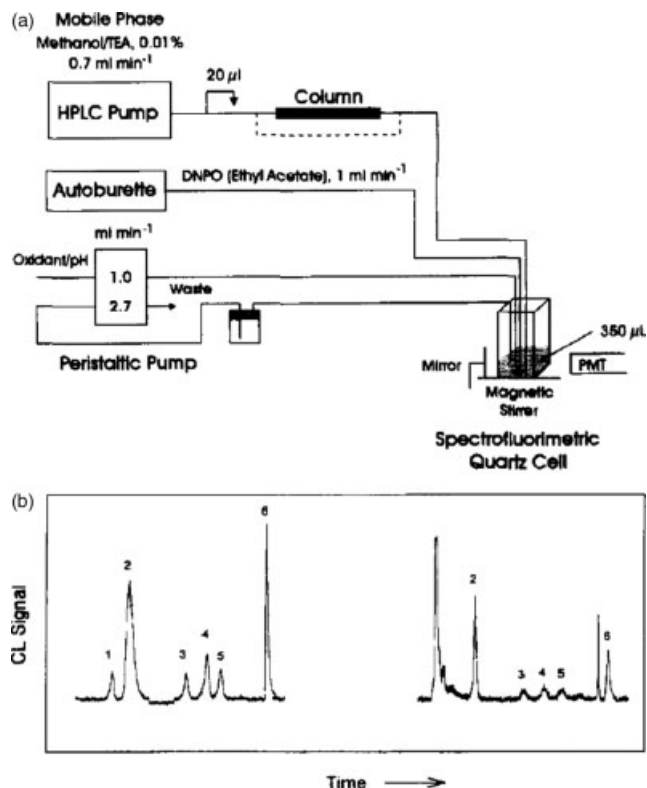 (a)
Mobile Phase
Methanol/TEA, 0.01%
0.7 ml min⁻¹
20 µl
Column
HPLC Pump
DNPO (Ethyl Acetate), 1 ml min⁻¹
Autoburette
ml min⁻¹
Oxidant/pH
1.0
Waste
2.7
350 µL
Mirror
PMT
Peristaltic Pump
Magnetic
Stirrer
Spectrofluorimetric
Quartz Cell
(b)
CL Signal
1
2
3
4
5
6
2
3
4
5
6
Time